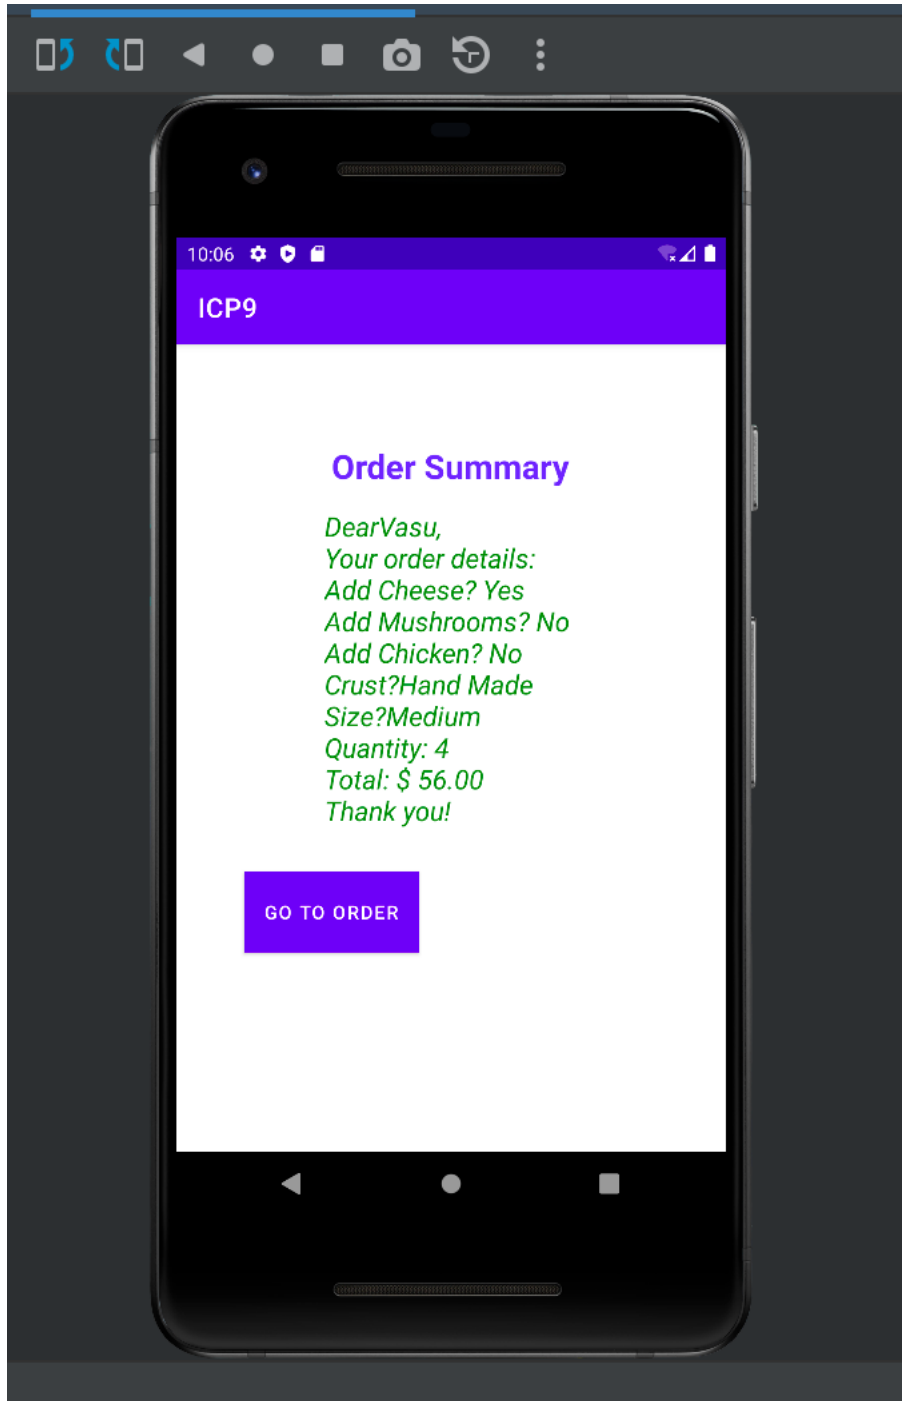 10:06
ICP9
Order Summary
DearVasu,
Your order details:
Add Cheese? Yes
Add Mushrooms? No
Add Chicken? No
Crust?Hand Made
Size?Medium
Quantity: 4
Total: $ 56.00
Thank you!
GO TO ORDER